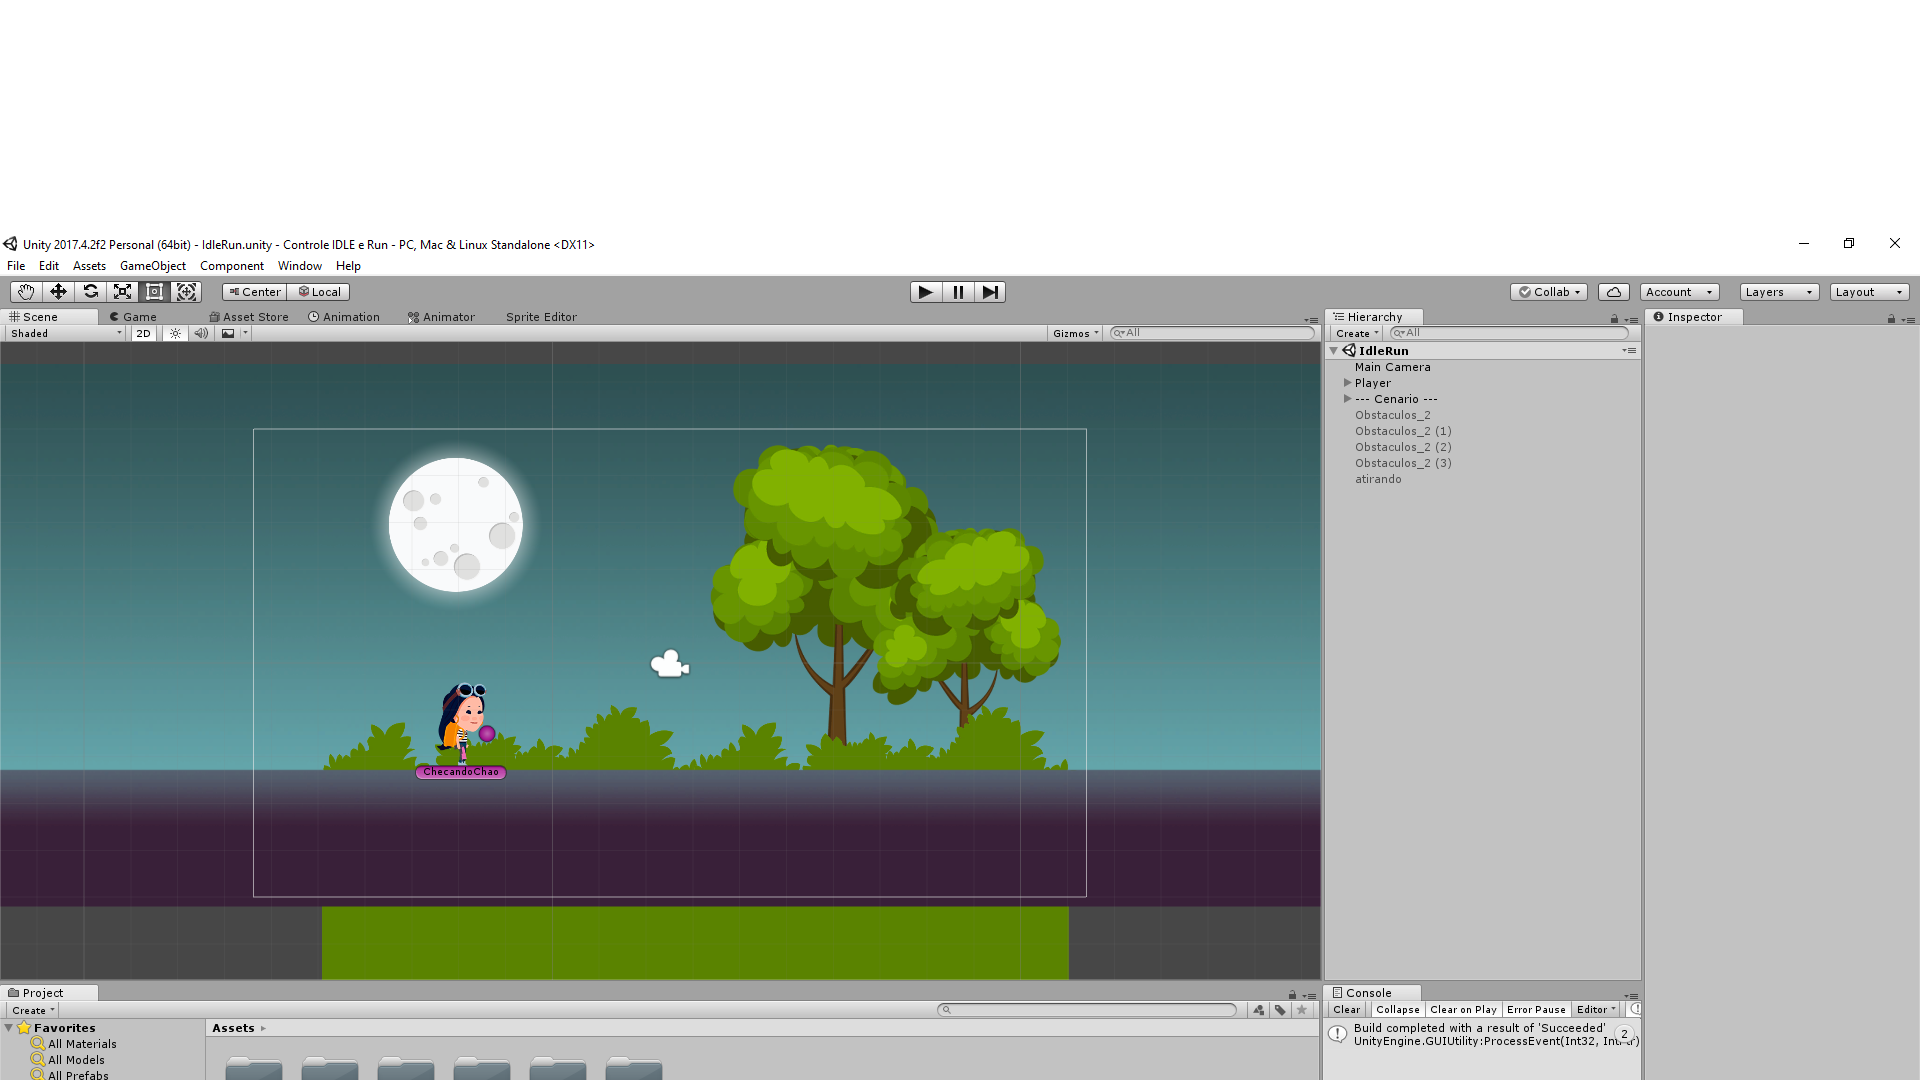 Unity 2017.4.2f2 Personal (64bit) - IdleRun.unity - Controle IDLE e Run - PC, Mac & Linux Standalone <DX11>
File Edit Assets GameObject Component Window Help
Center Local
Collab Account Layers Layout
Scene Game Asset Store Animation Animator Sprite Editor
Shaded 2D Gizmos All
ChecandoChao
Hierarchy
Create All
IdleRun
Main Camera
Player
--- Cenario ---
Obstaculos_2
Obstaculos_2 (1)
Obstaculos_2 (2)
Obstaculos_2 (3)
atirando
Inspector
Project
Create
Favorites
All Materials
All Models
All Prefabs
Assets
Console
Clear Collapse Clear on Play Error Pause Editor
Build completed with a result of 'Succeeded' 2
UnityEngine.GUIUtility:ProcessEvent(Int32, IntPtr)